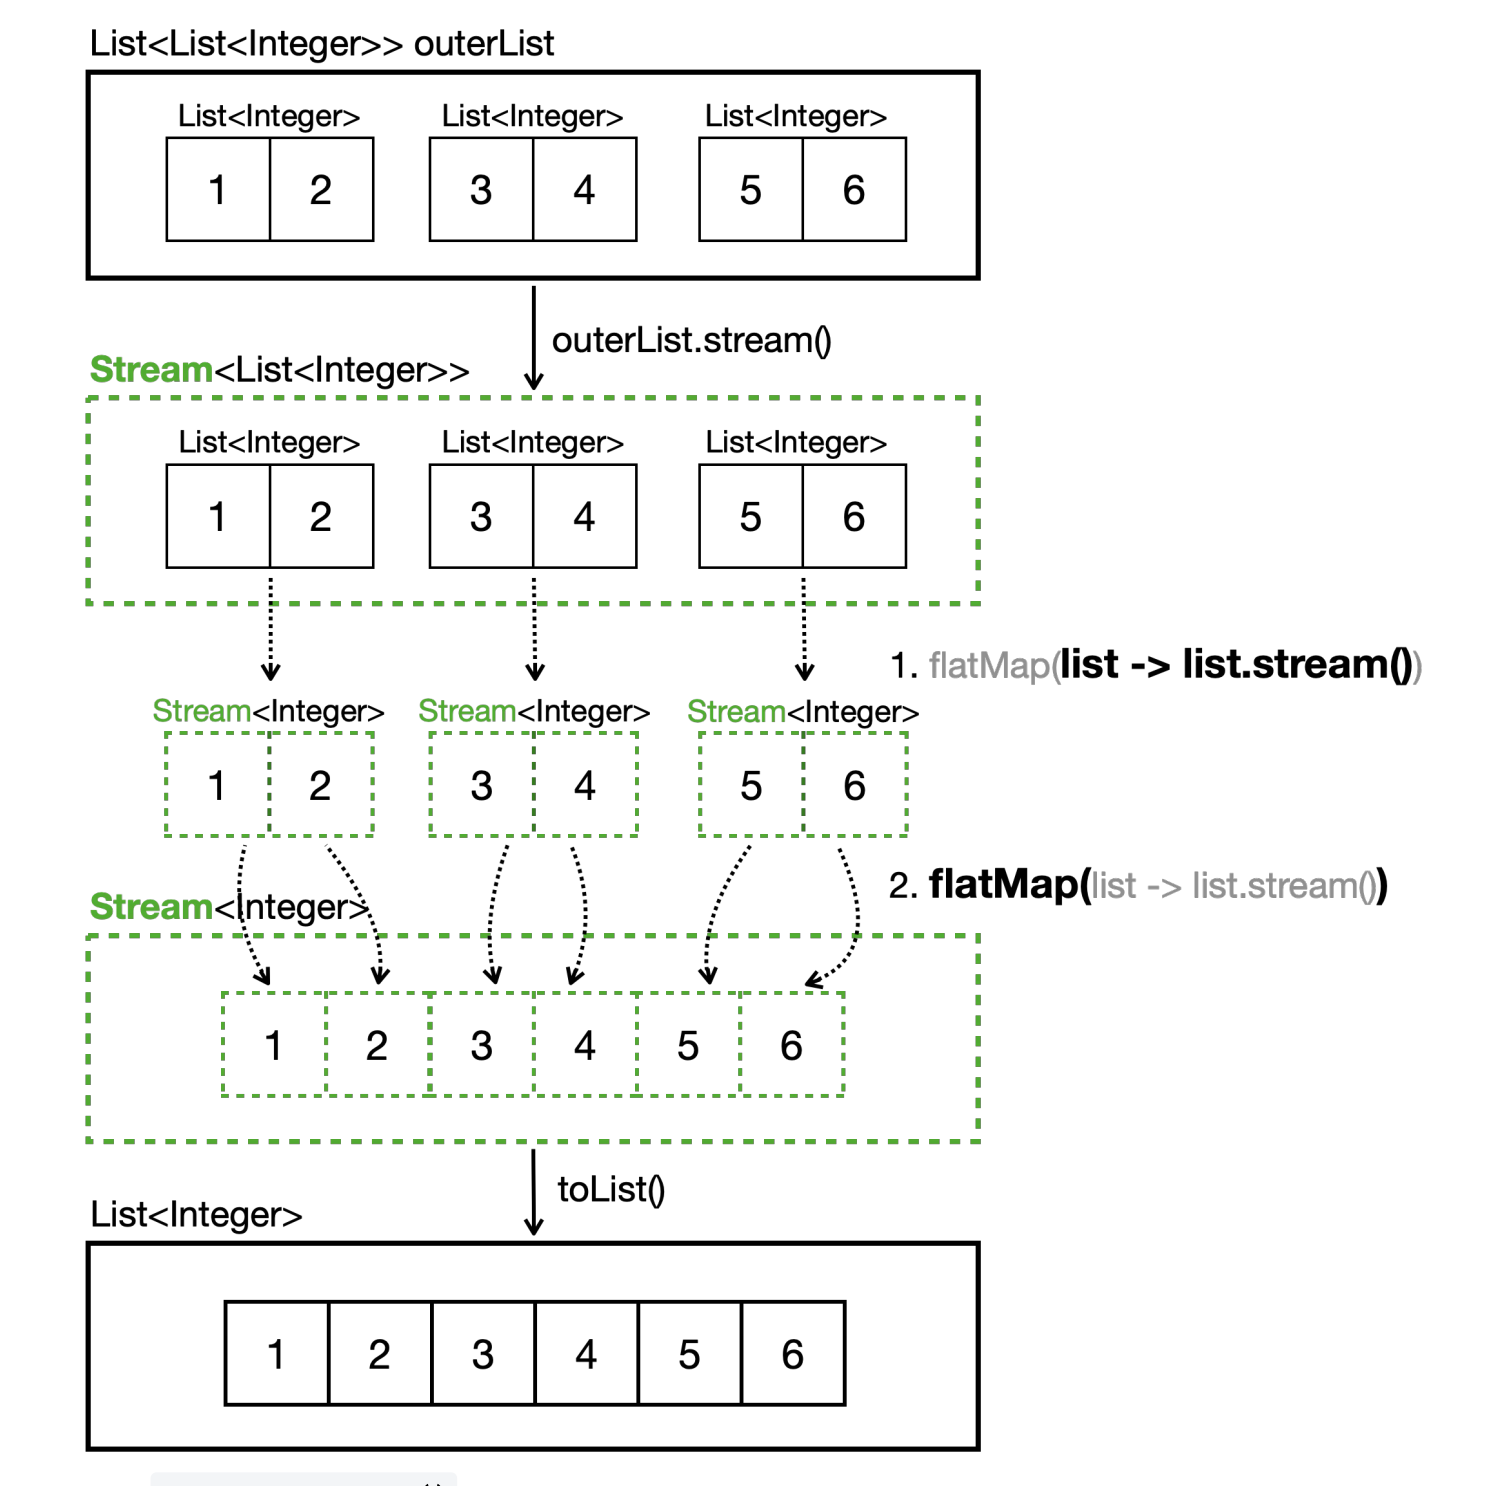 List<List<Integer>> outerList
List<Integer> List<Integer> List<Integer>
1 2 3 4 5 6
outerList.stream()
Stream<List<Integer>>
List<Integer> List<Integer> List<Integer>
1 2 3 4 5 6
1. flatMap(list -> list.stream())
Stream<Integer> Stream<Integer> Stream<Integer>
1 2 3 4 5 6
2. flatMap(list -> list.stream())
Stream<Integer>
1 2 3 4 5 6
toList()
List<Integer>
1 2 3 4 5 6